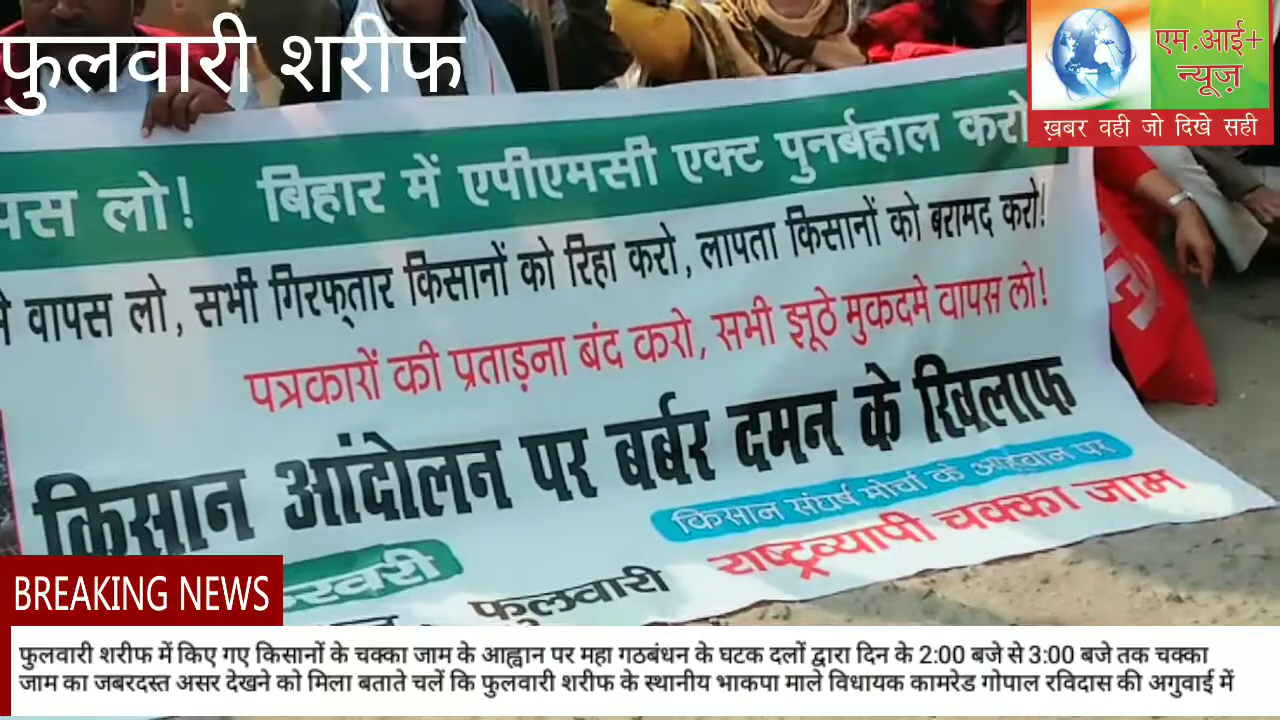 फुलवारी शरीफ
एम.आई+
न्यूज़
ख़बर वही जो दिखे सही
लो! बिहार में एपीएमसी एक्ट पुनर्बहाल करो
वापस लो, सभी गिरफ्तार किसानों को रिहा करो, लापता किसानों को बरामद करो!
पत्रकारों की प्रताड़ना बंद करो, सभी झूठे मुकदमे वापस लो!
किसान आंदोलन पर बर्बर दमन के खिलाफ
किसान संघर्ष मोर्चा के आह्वान पर
राष्ट्रव्यापी चक्का जाम
फुलवारी
BREAKING NEWS
फुलवारी शरीफ में किए गए किसानों के चक्का जाम के आह्वान पर महा गठबंधन के घटक दलों द्वारा दिन के 2:00 बजे से 3:00 बजे तक चक्का
जाम का जबरदस्त असर देखने को मिला बताते चलें कि फुलवारी शरीफ के स्थानीय भाकपा माले विधायक कामरेड गोपाल रविदास की अगुवाई में